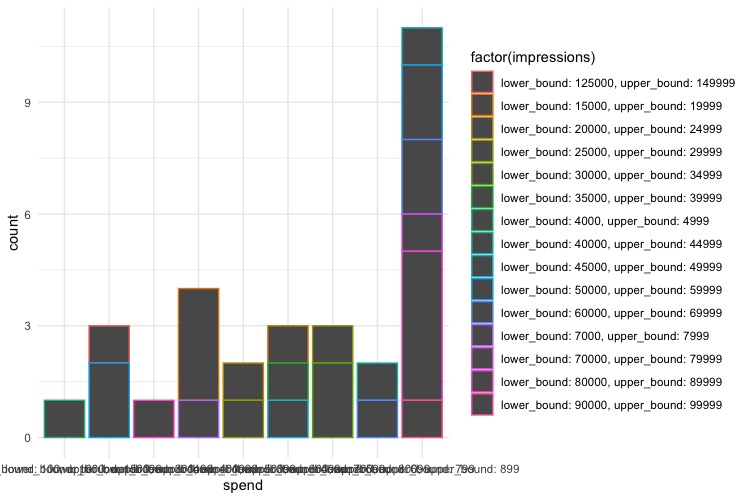 factor(impressions)
lower_bound: 125000, upper_bound: 149999
lower_bound: 15000, upper_bound: 19999
lower_bound: 20000, upper_bound: 24999
lower_bound: 25000, upper_bound: 29999
lower_bound: 30000, upper_bound: 34999
lower_bound: 35000, upper_bound: 39999
lower_bound: 4000, upper_bound: 4999
lower_bound: 40000, upper_bound: 44999
lower_bound: 45000, upper_bound: 49999
lower_bound: 50000, upper_bound: 59999
lower_bound: 60000, upper_bound: 69999
lower_bound: 7000, upper_bound: 7999
lower_bound: 70000, upper_bound: 79999
lower_bound: 80000, upper_bound: 89999
lower_bound: 90000, upper_bound: 99999
9
6
3
0
count
bound: 899
spend